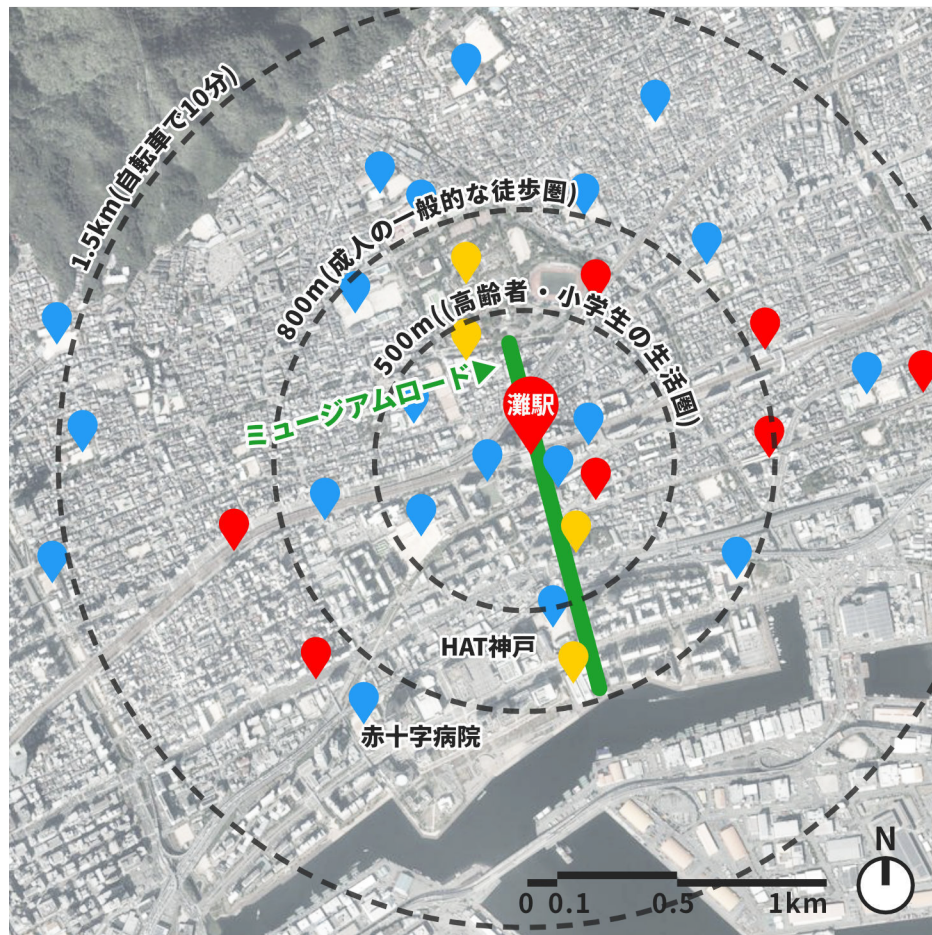 1.5km(自転車で10分)
800m(成人の一般的な徒歩圏)
500m((高齢者・小学生の生活圏)
ミュージアムロード▶
灘駅
HAT神戸
赤十字病院
N
0 0.1 0.5 1km